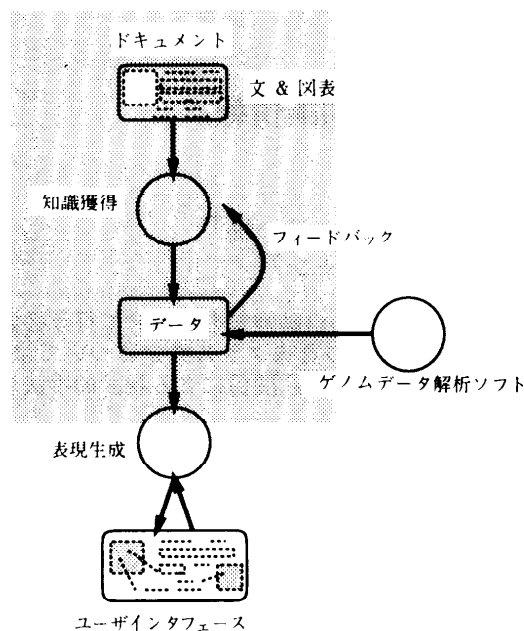 ドキュメント
文 & 図表
知識獲得
フィードバック
データ
ゲノムデータ解析ソフト
表現生成
ユーザインタフェース